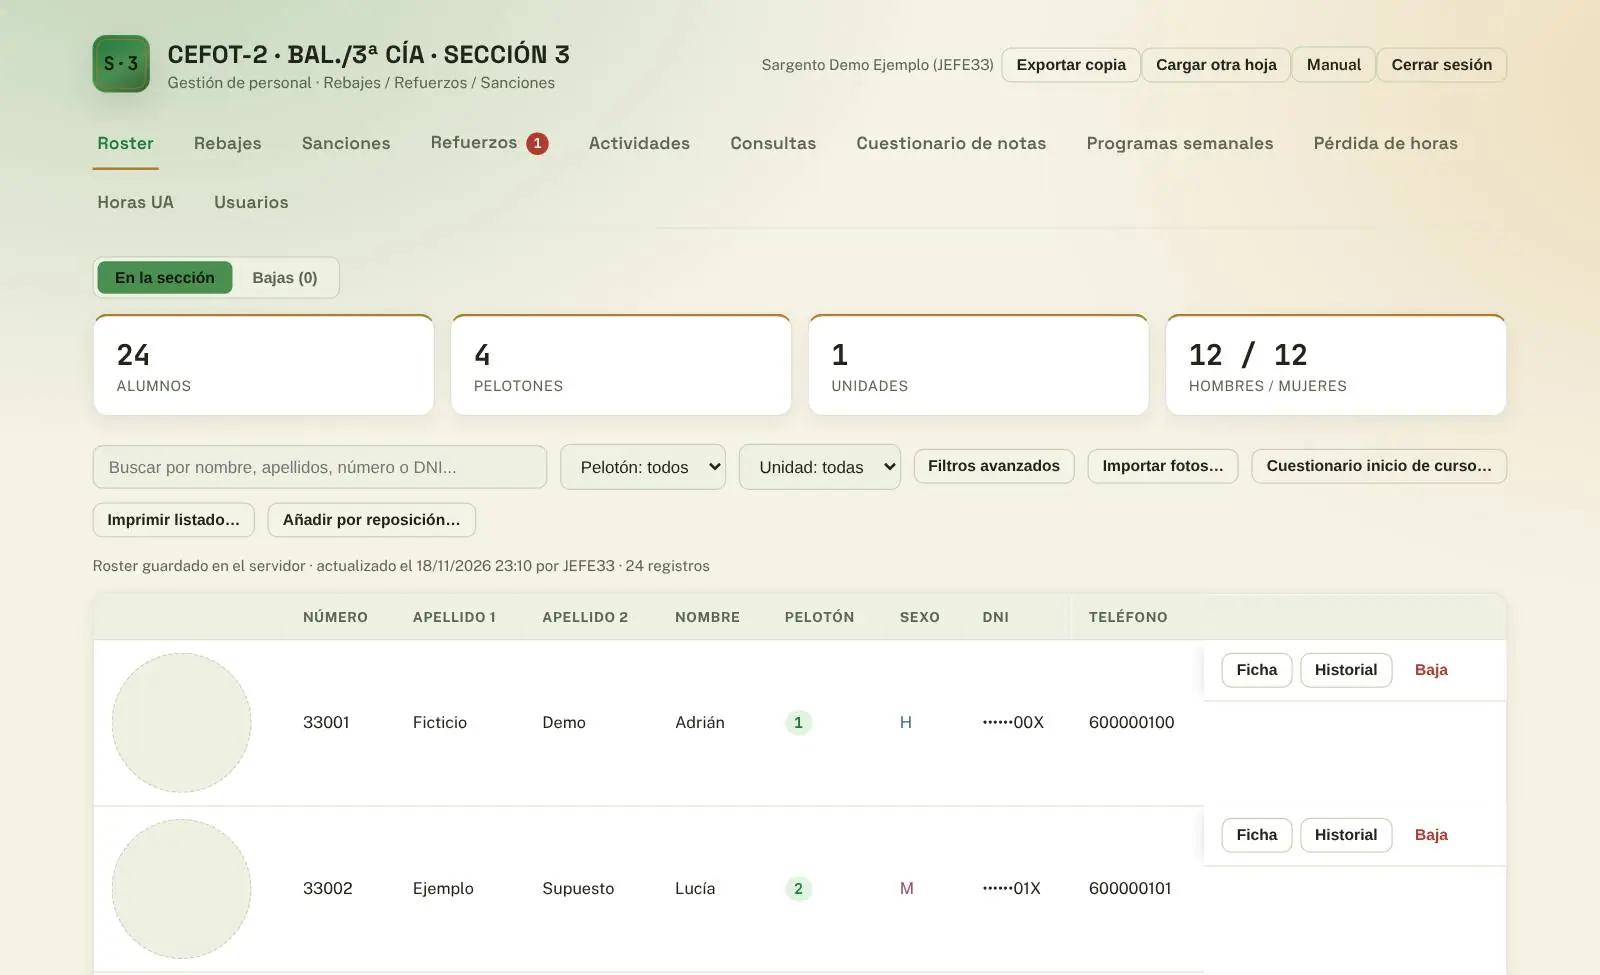 S·3
CEFOT-2 · BAL./3ª CÍA · SECCIÓN 3
Gestión de personal · Rebajes / Refuerzos / Sanciones
Sargento Demo Ejemplo (JEFE33) Exportar copia Cargar otra hoja Manual Cerrar sesión
Roster Rebajes Sanciones Refuerzos 1 Actividades Consultas Cuestionario de notas Programas semanales Pérdida de horas
Horas UA Usuarios
En la sección Bajas (0)
24 4 1 12 / 12
ALUMNOS PELOTONES UNIDADES HOMBRES / MUJERES
Buscar por nombre, apellidos, número o DNI... Pelotón: todos Unidad: todas Filtros avanzados Importar fotos... Cuestionario inicio de curso...
Imprimir listado... Añadir por reposición...
Roster guardado en el servidor · actualizado el 18/11/2026 23:10 por JEFE33 · 24 registros
NÚMERO APELLIDO 1 APELLIDO 2 NOMBRE PELOTÓN SEXO DNI TELÉFONO
33001 Ficticio Demo Adrián 1 H ••••••00X 600000100 Ficha Historial Baja
33002 Ejemplo Supuesto Lucía 2 M ••••••01X 600000101 Ficha Historial Baja